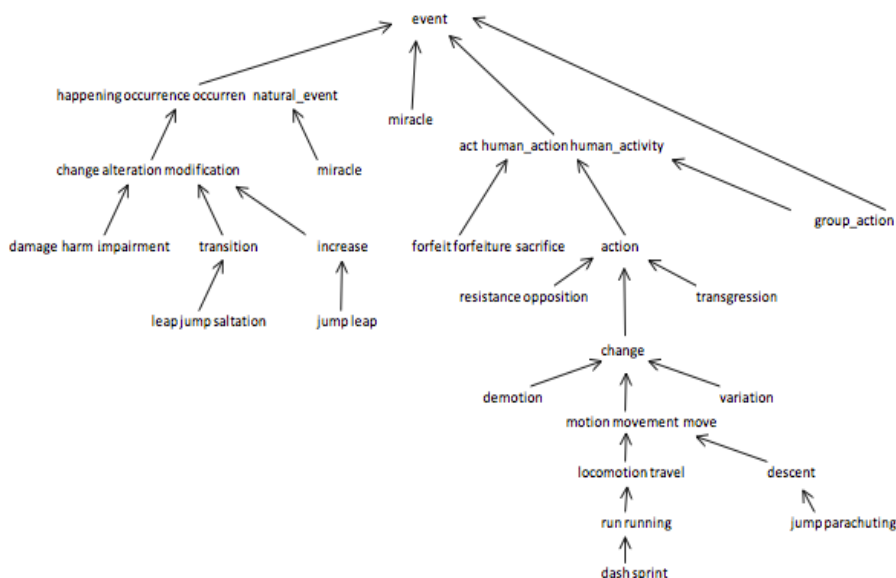 event
happening occurrence occurren natural_event
miracle
act human_action human_activity
change alteration modification
miracle
group_action
damage harm impairment
transition
increase
forfeit forfeiture sacrifice
action
resistance opposition
transgression
leap jump saltation
jump leap
change
demotion
variation
motion movement move
locomotion travel
descent
run running
jump parachuting
dash sprint